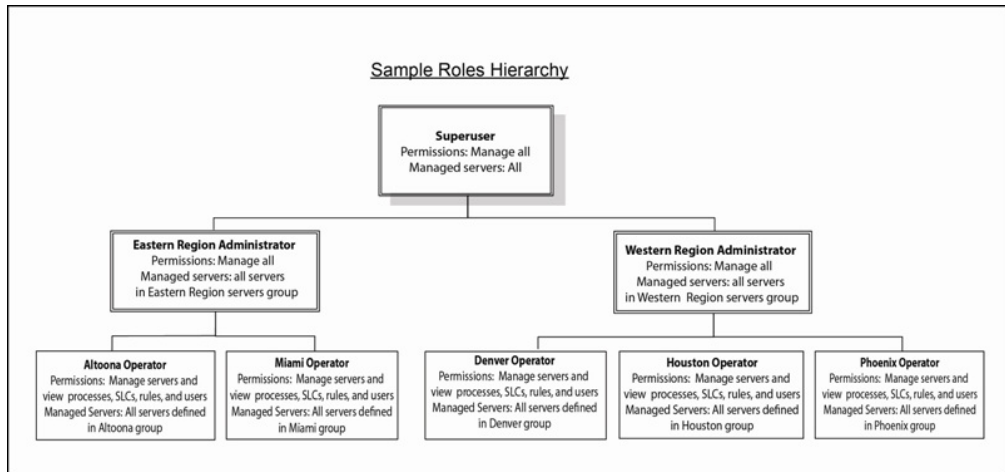 Sample Roles Hierarchy
Superuser
Permissions: Manage all
Managed servers: All
Eastern Region Administrator
Permissions: Manage all
Managed servers: all servers
in Eastern Region servers group
Western Region Administrator
Permissions: Manage all
Managed servers: all servers
in Western Region servers group
Altoona Operator
Permissions: Manage servers and
view processes, SLCs, rules, and users
Managed Servers: All servers defined
in Altoona group
Miami Operator
Permissions: Manage servers and
view processes, SLCs, rules, and users
Managed Servers: All servers defined
in Miami group
Denver Operator
Permissions: Manage servers and
view processes, SLCs, rules, and users
Managed Servers: All servers defined
in Denver group
Houston Operator
Permissions: Manage servers and
view processes, SLCs, rules, and users
Managed Servers: All servers defined
in Houston group
Phoenix Operator
Permissions: Manage servers and
view processes, SLCs, rules, and users
Managed Servers: All servers defined
in Phoenix group